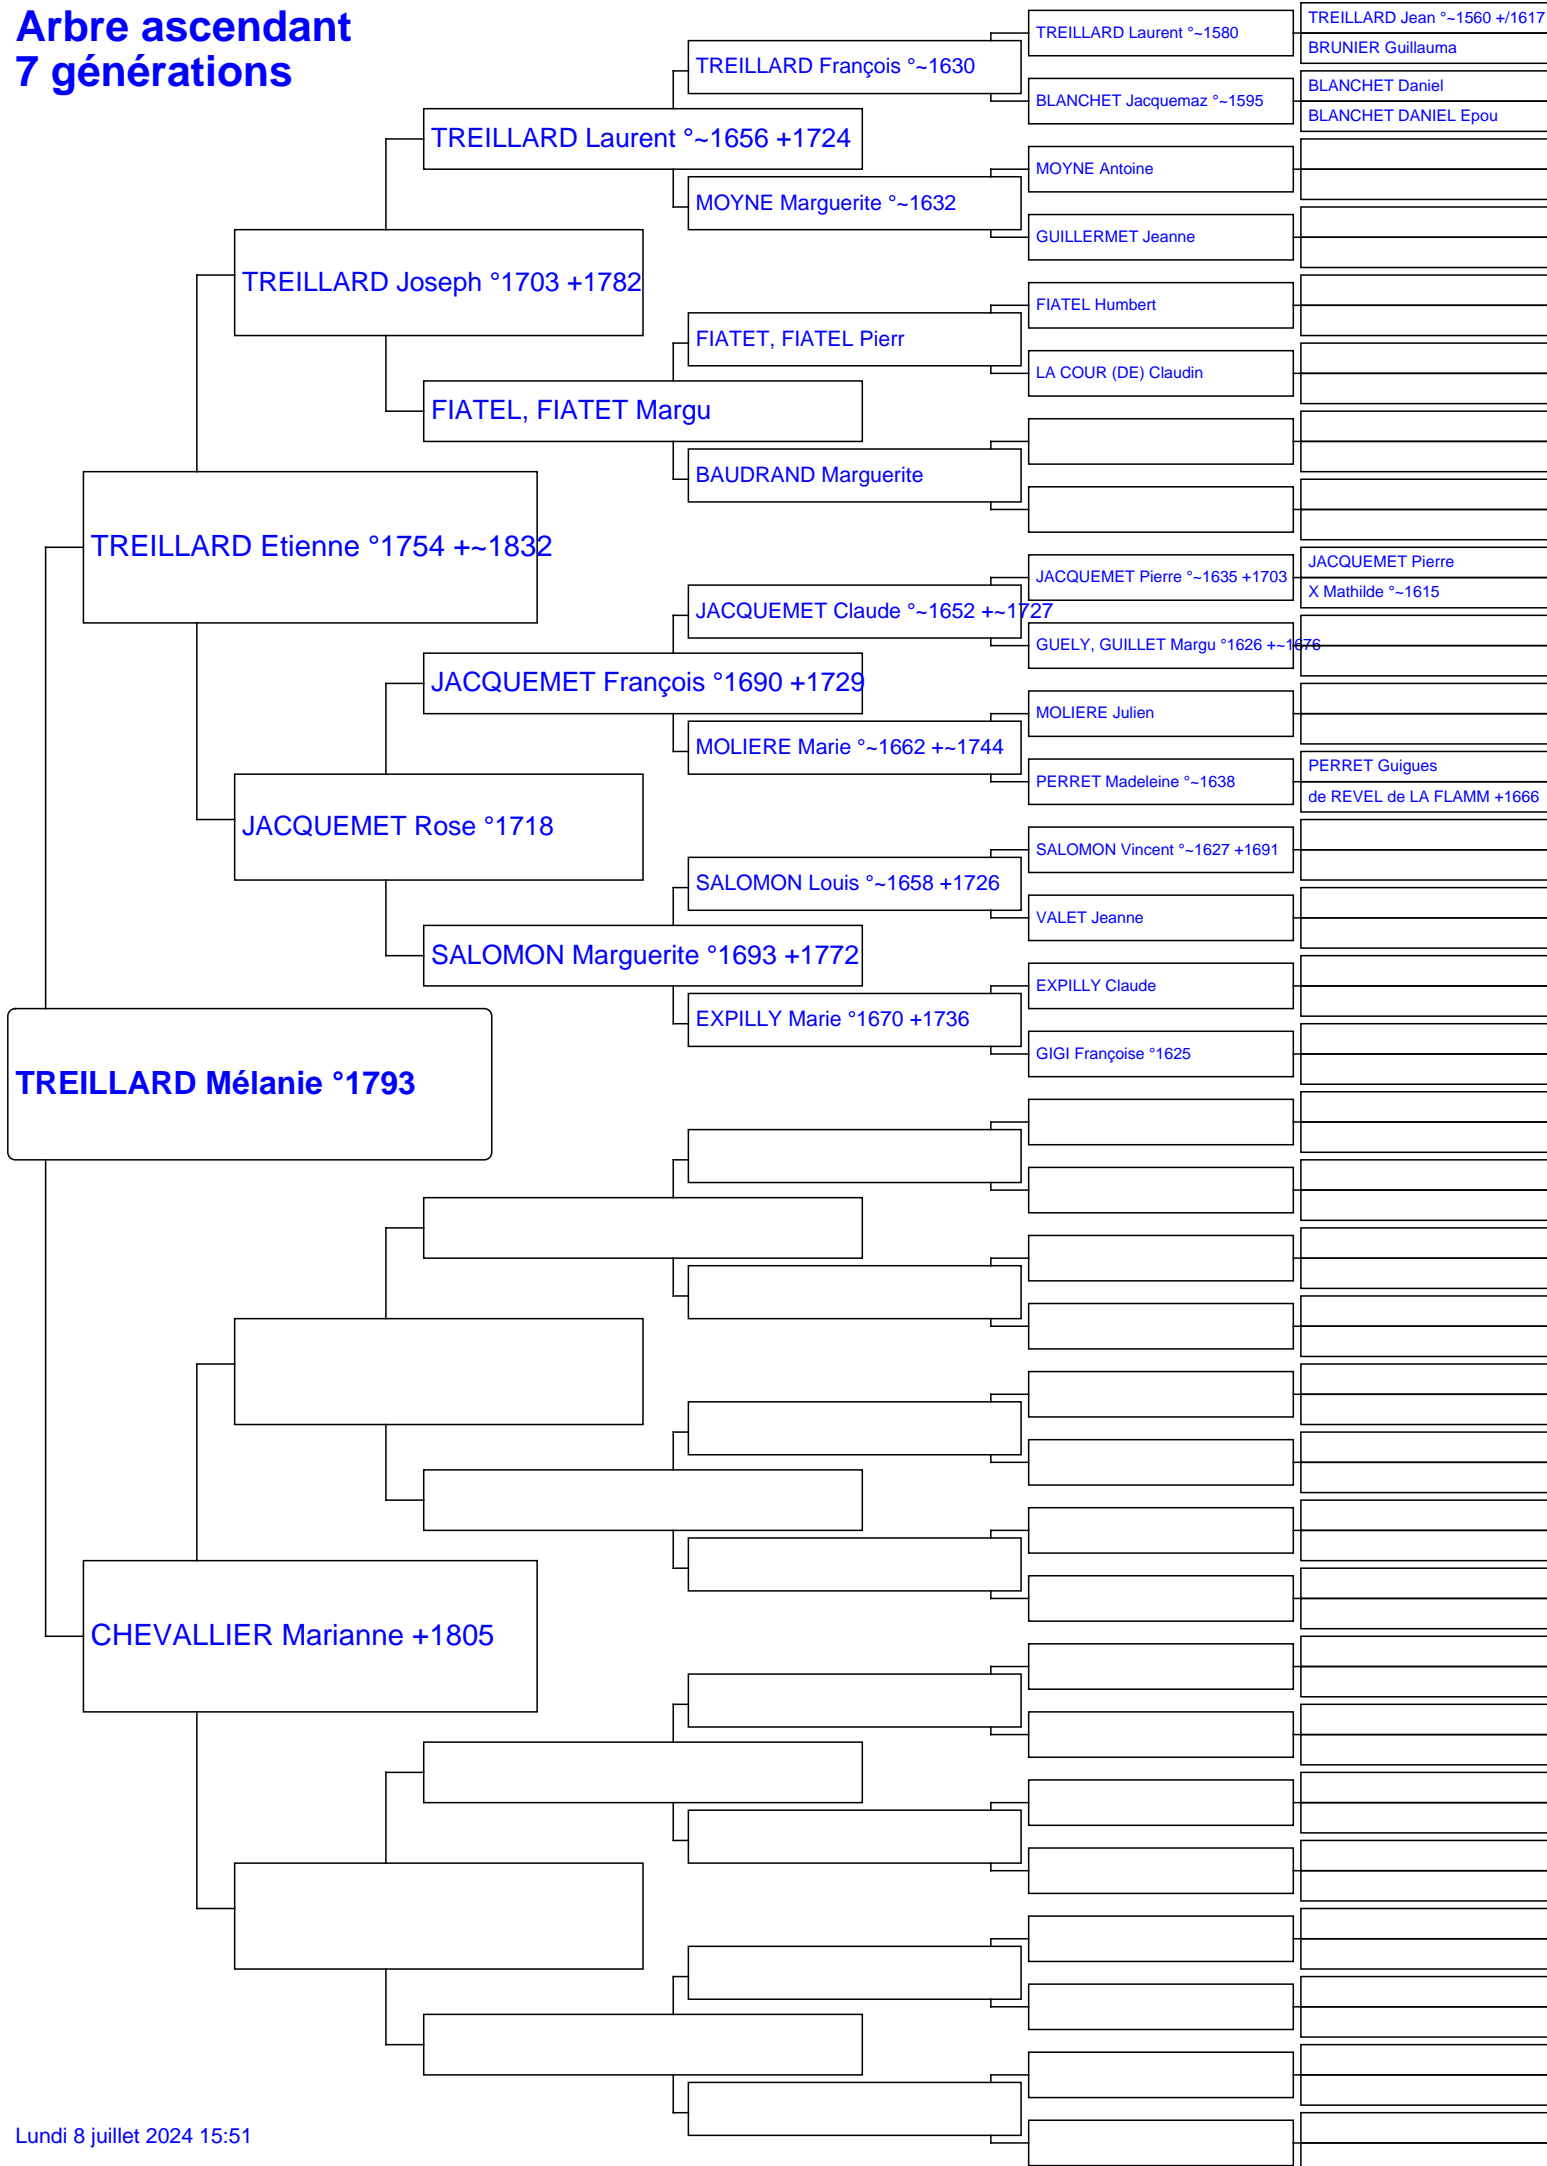 Arbre ascendant
7 générations
TREILLARD Mélanie °1793
TREILLARD Etienne °1754 +~1832
CHEVALLIER Marianne +1805
TREILLARD Joseph °1703 +1782
JACQUEMET Rose °1718
TREILLARD Laurent °~1656 +1724
FIATEL, FIATET Margu
JACQUEMET François °1690 +1729
SALOMON Marguerite °1693 +1772
TREILLARD François °~1630
MOYNE Marguerite °~1632
FIATET, FIATEL Pierr
BAUDRAND Marguerite
JACQUEMET Claude °~1652 +~1727
MOLIERE Marie °~1662 +~1744
SALOMON Louis °~1658 +1726
EXPILLY Marie °1670 +1736
TREILLARD Laurent °~1580
BLANCHET Jacquemaz °~1595
MOYNE Antoine
GUILLERMET Jeanne
FIATEL Humbert
LA COUR (DE) Claudin
JACQUEMET Pierre °~1635 +1703
GUELY, GUILLET Margu °1626 +~1676
MOLIERE Julien
PERRET Madeleine °~1638
SALOMON Vincent °~1627 +1691
VALET Jeanne
EXPILLY Claude
GIGI Françoise °1625
TREILLARD Jean °~1560 +/1617
BRUNIER Guillauma
BLANCHET Daniel
BLANCHET DANIEL Epou
JACQUEMET Pierre
X Mathilde °~1615
PERRET Guigues
de REVEL de LA FLAMM +1666
Lundi 8 juillet 2024 15:51